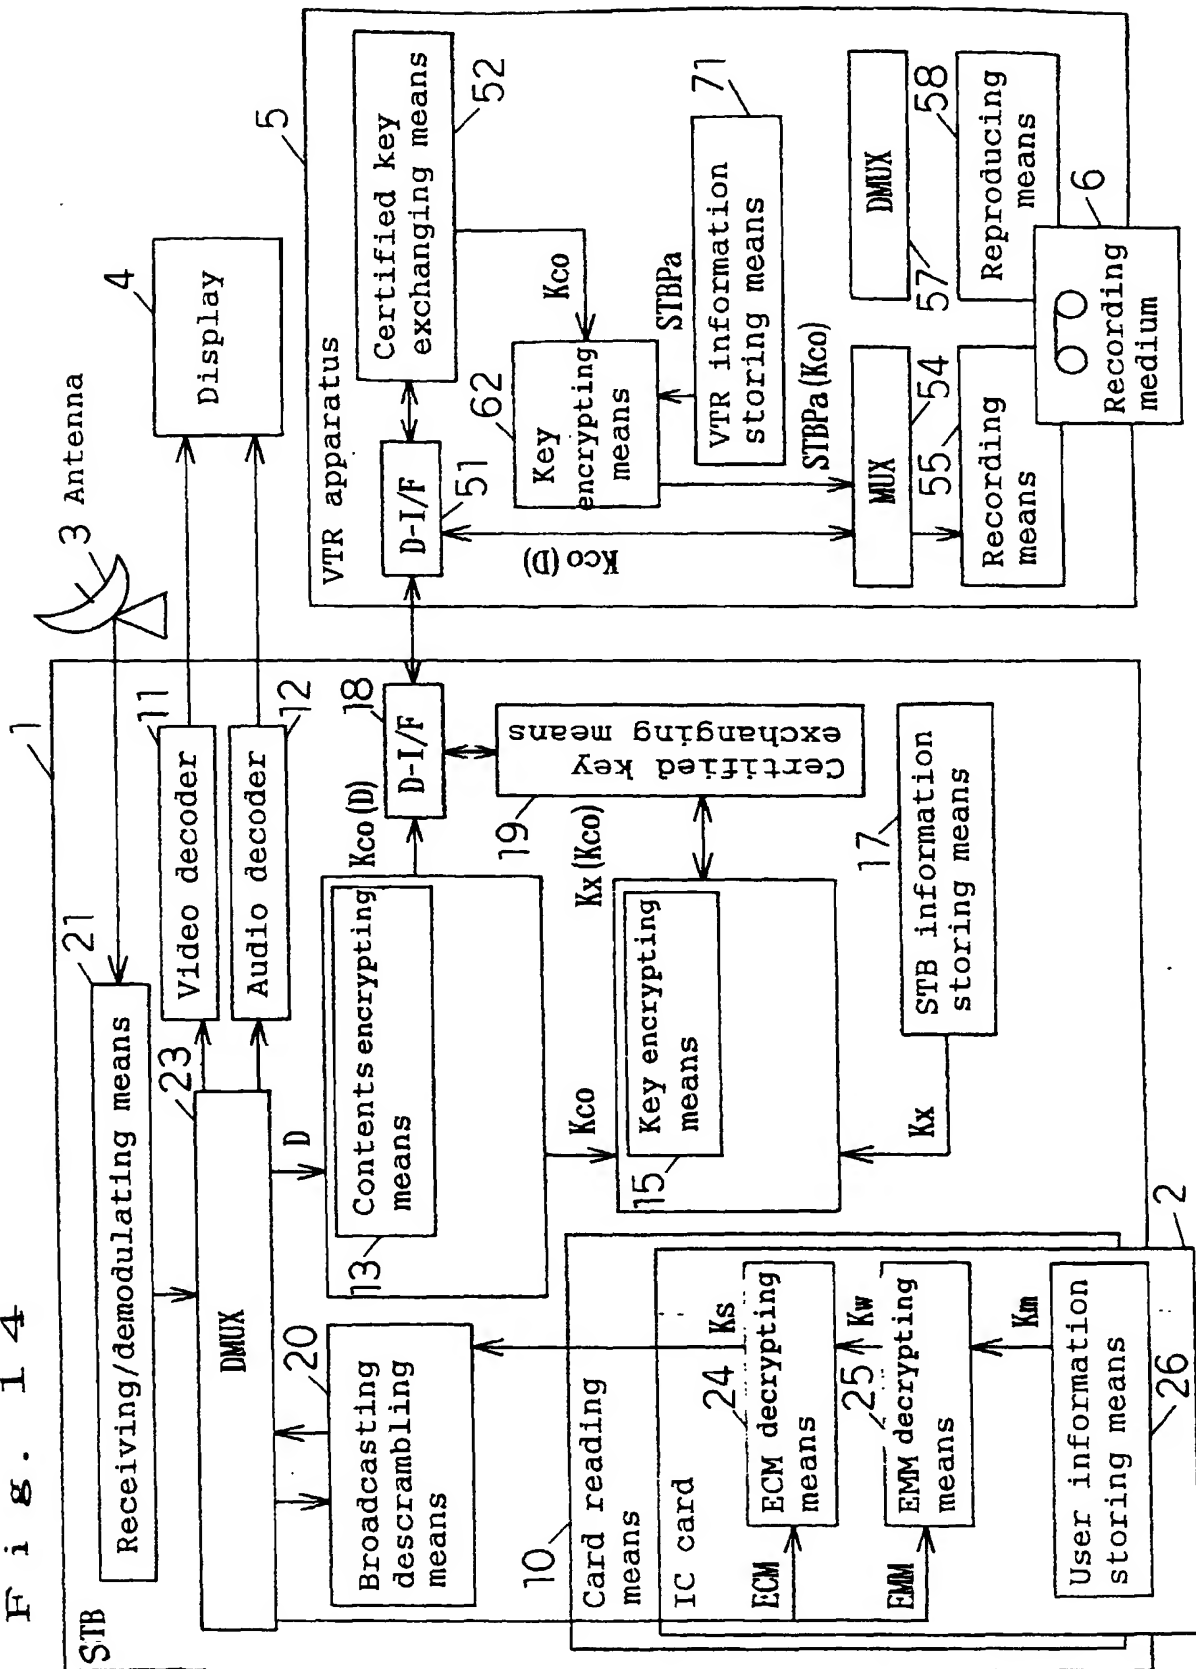 Fig. 14
STB
1
21
Receiving/demodulating means
3 Antenna
4
Display
11
Video decoder
12
Audio decoder
23
DMUX
D
20
Broadcasting
descrambling
means
Contents encrypting
means
13
Kco(D)
18
D-I/F
19
Certified key
exchanging means
Kx(Kco)
Kco
Key encrypting
means
15
17
STB information
storing means
Kx
10
Card reading
means
2
IC card
Ks
24
ECM decrypting
means
ECM
Kw
25
EMM decrypting
means
EMM
Km
User information
storing means
26
5
VTR apparatus
Certified key
exchanging means
52
D-I/F
51
Kco
62
Key
encrypting
means
STBPa
71
VTR information
storing means
STBPa(Kco)
Kco(D)
MUX
54
55
Recording
means
DMUX
57
58
Reproducing
means
6
Recording
medium